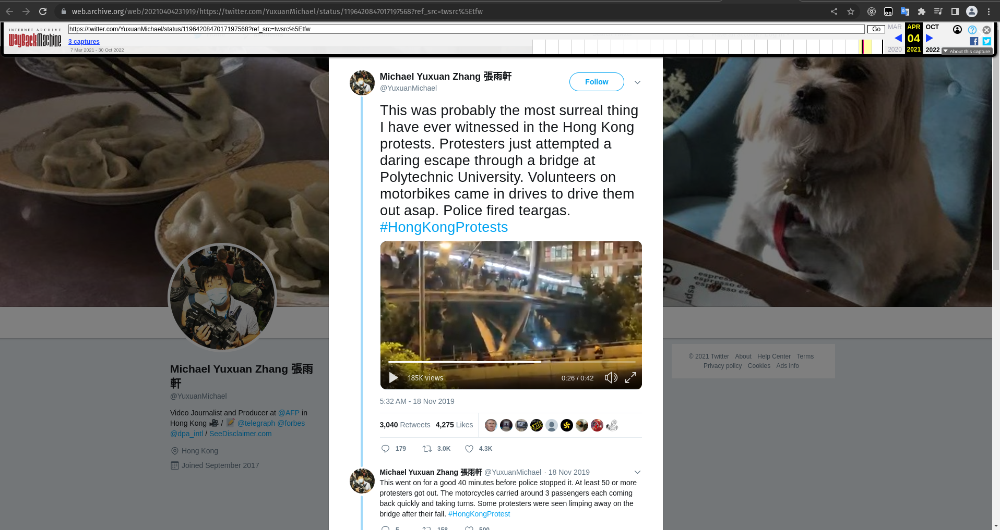 web.archive.org/web/20210404231919/https://twitter.com/YuxuanMichael/status/1196420847017197568?ref_src=twsrc%5Etfw
INTERNET ARCHIVE
WayBackMachine
https://twitter.com/YuxuanMichael/status/1196420847017197568?ref_src=twsrc%5Etfw
Go
3 captures
7 Mar 2021 - 30 Oct 2022
MAR APR OCT
04
2020 2021 2022
About this capture
Michael Yuxuan Zhang 張雨軒
@YuxuanMichael
Follow
This was probably the most surreal thing
I have ever witnessed in the Hong Kong
protests. Protesters just attempted a
daring escape through a bridge at
Polytechnic University. Volunteers on
motorbikes came in drives to drive them
out asap. Police fired teargas.
#HongKongProtests
185K views
0:26 / 0:42
5:32 AM - 18 Nov 2019
3,040 Retweets 4,275 Likes
179 3.0K 4.3K
Michael Yuxuan Zhang 張雨軒 @YuxuanMichael · 18 Nov 2019
This went on for a good 40 minutes before police stopped it. At least 50 or more
protesters got out. The motorcycles carried around 3 passengers each coming
back quickly and taking turns. Some protesters were seen limping away on the
bridge after their fall. #HongKongProtest
5 158 500
Michael Yuxuan Zhang 張雨
軒
@YuxuanMichael
Video Journalist and Producer at @AFP in
Hong Kong 🎥 / 📝 @telegraph @forbes
@dpa_intl / SeeDisclaimer.com
Hong Kong
Joined September 2017
espresso
espresso es
espresso es
espr
© 2021 Twitter About Help Center Terms
Privacy policy Cookies Ads info